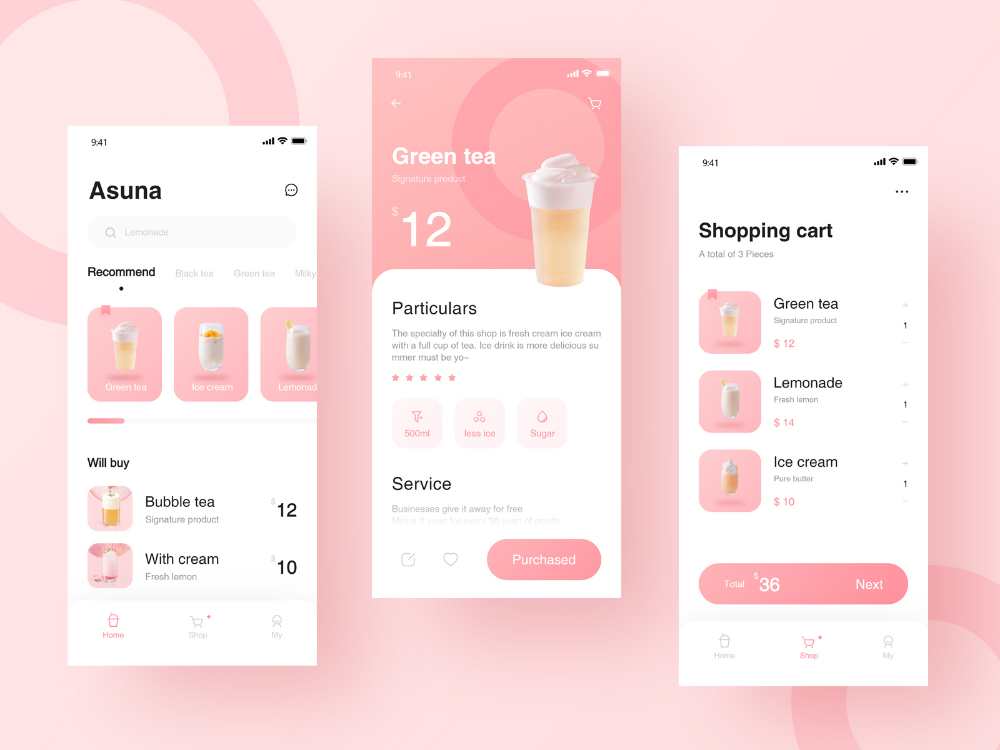 9:41
Asuna
Lemonade
Recommend Black tea Green tea Milky
Green tea Ice cream Lemonad
Will buy
Bubble tea
Signature product
$12
With cream
Fresh lemon
$10
Home Shop My
9:41
Green tea
Signature product
$12
Particulars
The specialty of this shop is fresh cream ice cream
with a full cup of tea. Ice drink is more delicious su
mmer must be yo~
500ml less ice Sugar
Service
Businesses give it away for free
Minus 2 yuan for every 30 yuan of goods
Purchased
9:41
Shopping cart
A total of 3 Pieces
Green tea
Signature product
$ 12
+
1
−
Lemonade
Fresh lemon
$ 14
+
1
−
Ice cream
Pure butter
$ 10
+
1
−
Total $36 Next
Home Shop My